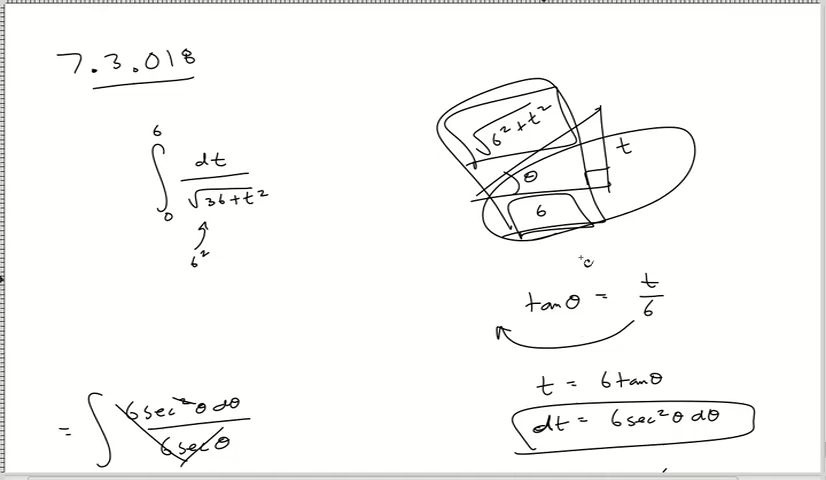 7.3.018
∫₀⁶ dt / √(36+t²)
6²
√(6²+t²)
θ
t
6
tanθ = t/6
t = 6tanθ
dt = 6sec²θ dθ
= ∫ 6sec²θ dθ / 6secθ